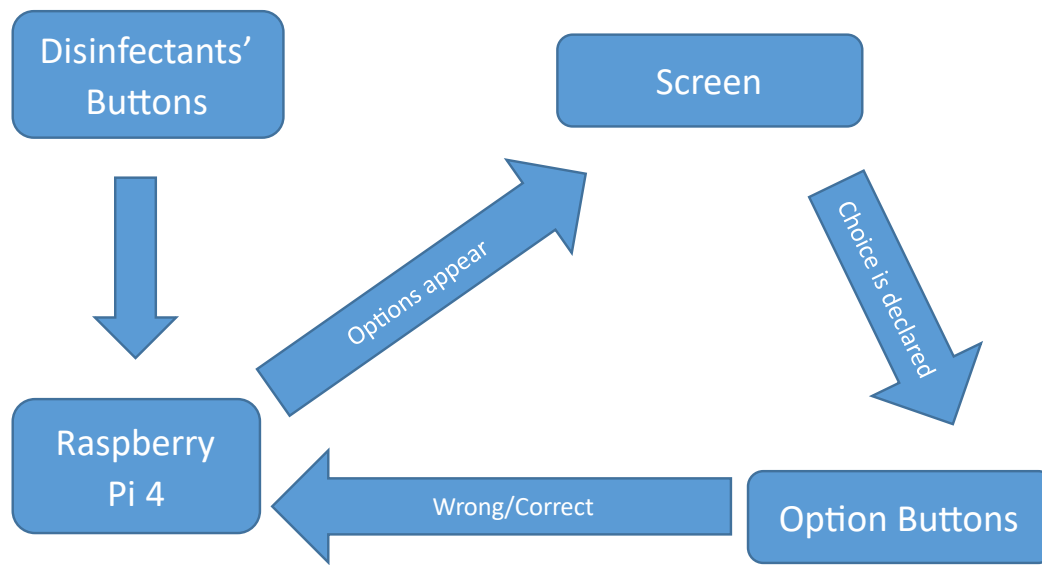 Disinfectants’
Buttons
Screen
Options appear
Choice is declared
Raspberry
Pi 4
Wrong/Correct
Option Buttons